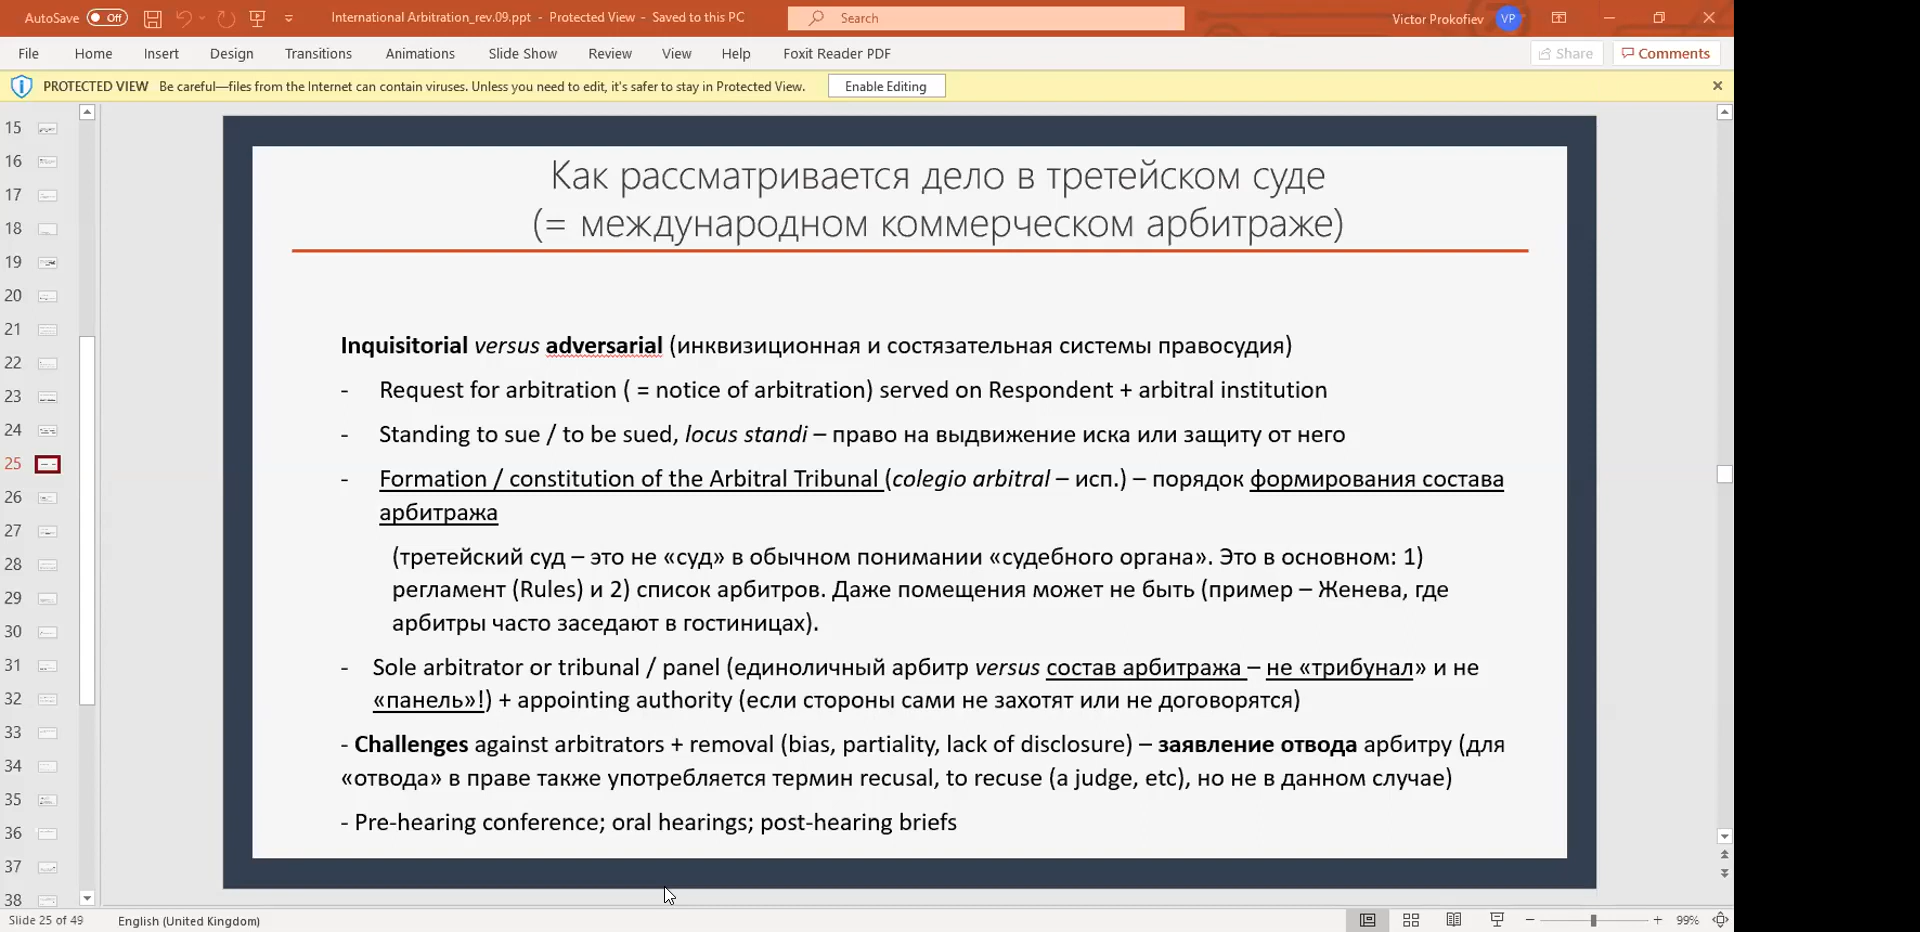 AutoSave Off International Arbitration_rev.09.ppt - Protected View - Saved to this PC Search Victor Prokofiev VP
File Home Insert Design Transitions Animations Slide Show Review View Help Foxit Reader PDF Share Comments
PROTECTED VIEW Be careful—files from the Internet can contain viruses. Unless you need to edit, it's safer to stay in Protected View. Enable Editing
15
16
17
18
19
20
21
22
23
24
25
26
27
28
29
30
31
32
33
34
35
36
37
38
Как рассматривается дело в третейском суде
(= международном коммерческом арбитраже)
Inquisitorial versus adversarial (инквизиционная и состязательная системы правосудия)
- Request for arbitration ( = notice of arbitration) served on Respondent + arbitral institution
- Standing to sue / to be sued, locus standi – право на выдвижение иска или защиту от него
- Formation / constitution of the Arbitral Tribunal (colegio arbitral – исп.) – порядок формирования состава
арбитража
(третейский суд – это не «суд» в обычном понимании «судебного органа». Это в основном: 1)
регламент (Rules) и 2) список арбитров. Даже помещения может не быть (пример – Женева, где
арбитры часто заседают в гостиницах).
- Sole arbitrator or tribunal / panel (единоличный арбитр versus состав арбитража – не «трибунал» и не
«панель»!) + appointing authority (если стороны сами не захотят или не договорятся)
- Challenges against arbitrators + removal (bias, partiality, lack of disclosure) – заявление отвода арбитру (для
«отвода» в праве также употребляется термин recusal, to recuse (a judge, etc), но не в данном случае)
- Pre-hearing conference; oral hearings; post-hearing briefs
Slide 25 of 49 English (United Kingdom) 99%